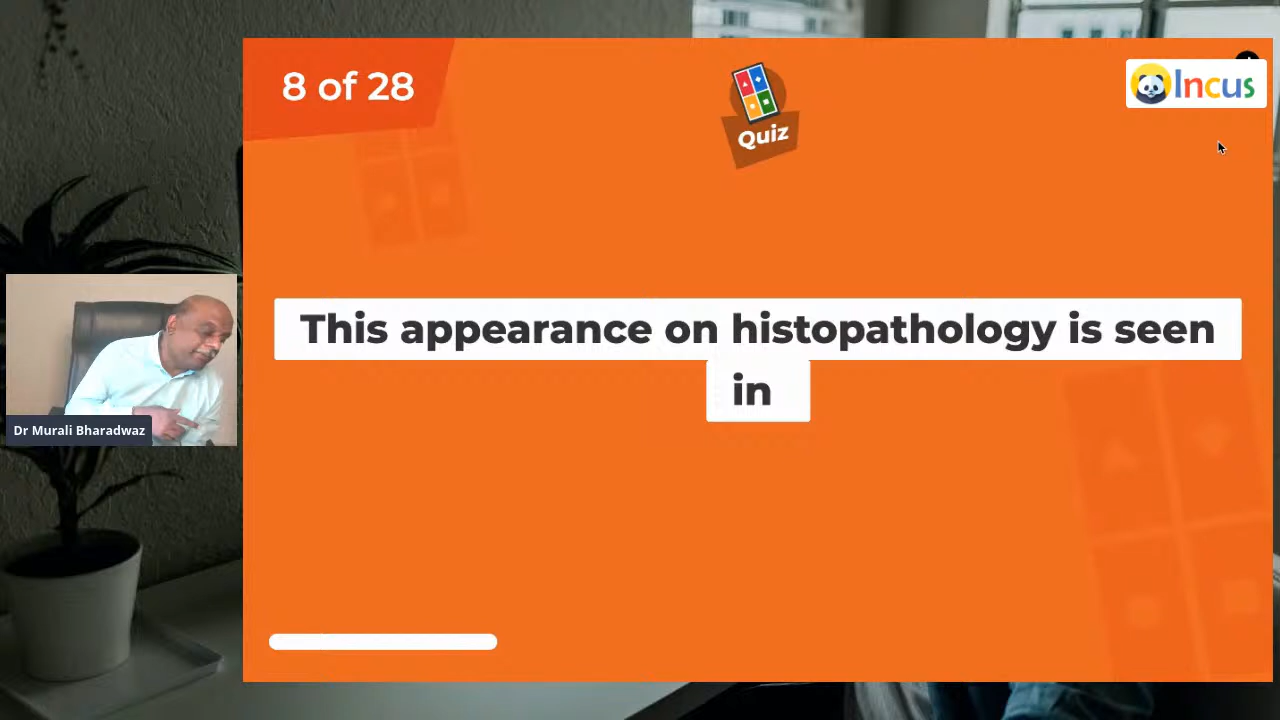 8 of 28
Quiz
Incus
This appearance on histopathology is seen
in
Dr Murali Bharadwaz